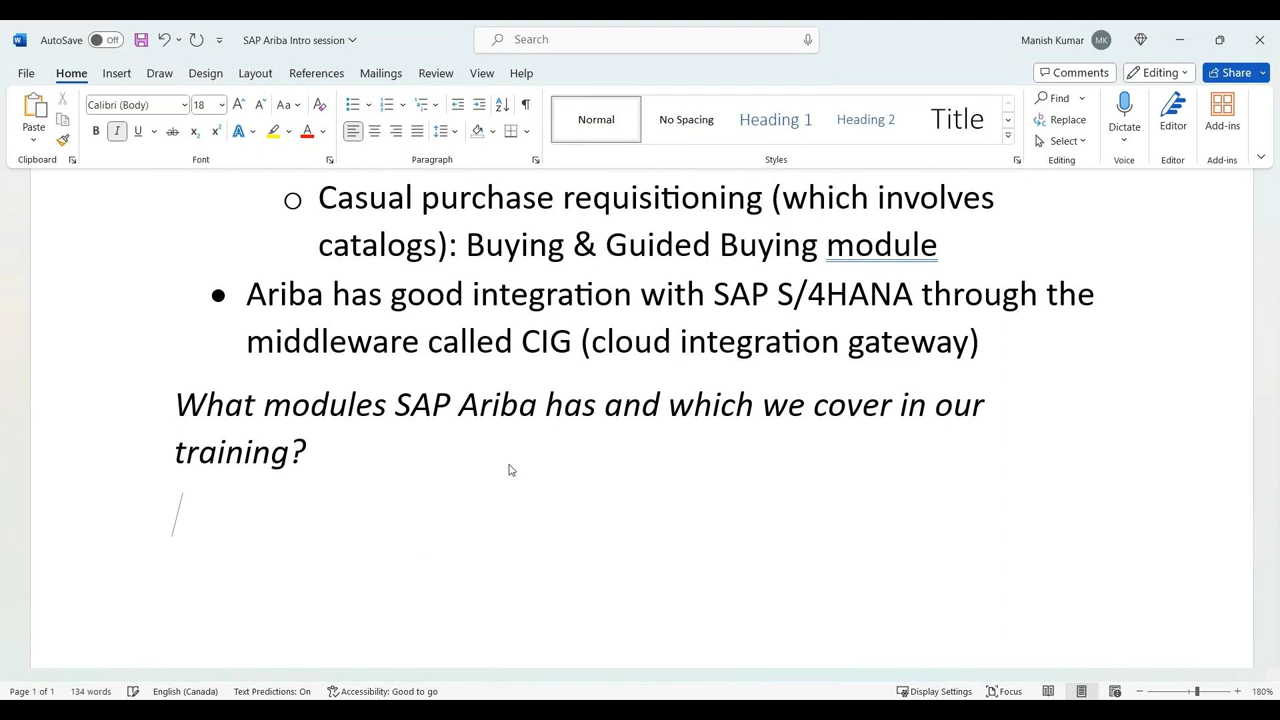 AutoSave Off SAP Ariba Intro session Search Manish Kumar MK
File Home Insert Draw Design Layout References Mailings Review View Help Comments Editing Share
Calibri (Body) 18 Aa Normal No Spacing Heading 1 Heading 2 Title Find
Paste Replace Dictate Editor Add-ins
B I U ab x₂ x² A A Select
Clipboard Font Paragraph Styles Editing Voice Editor Add-ins
o Casual purchase requisitioning (which involves
catalogs): Buying & Guided Buying module
● Ariba has good integration with SAP S/4HANA through the
middleware called CIG (cloud integration gateway)
What modules SAP Ariba has and which we cover in our
training?
Page 1 of 1 134 words English (Canada) Text Predictions: On Accessibility: Good to go Display Settings Focus 180%